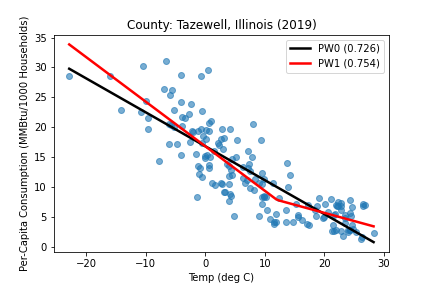 County: Tazewell, Illinois (2019)
Per-Capita Consumption (MMBtu/1000 Households)
35
30
25
20
15
10
5
0
PW0 (0.726)
PW1 (0.754)
−20 −10 0 10 20 30
Temp (deg C)